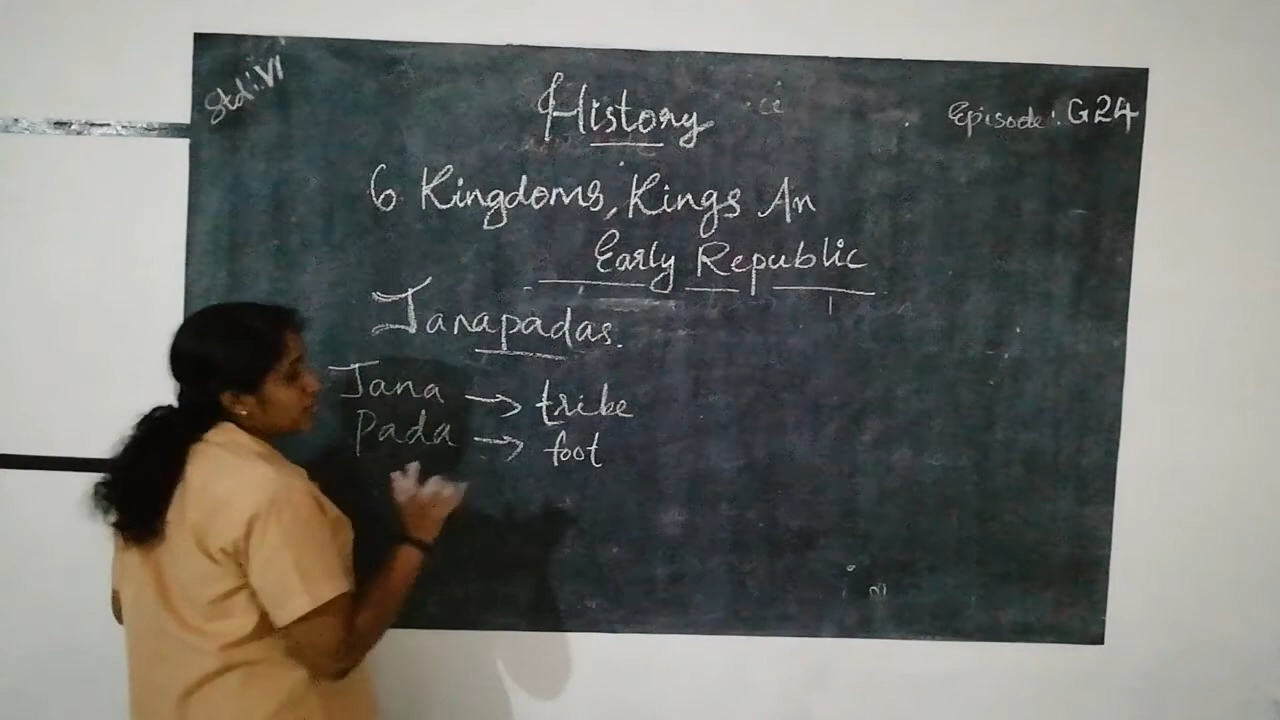 Std: VI
History
Episode: G24
6 Kingdoms, Kings An
Early Republic
Janapadas.
Jana → tribe
Pada → foot